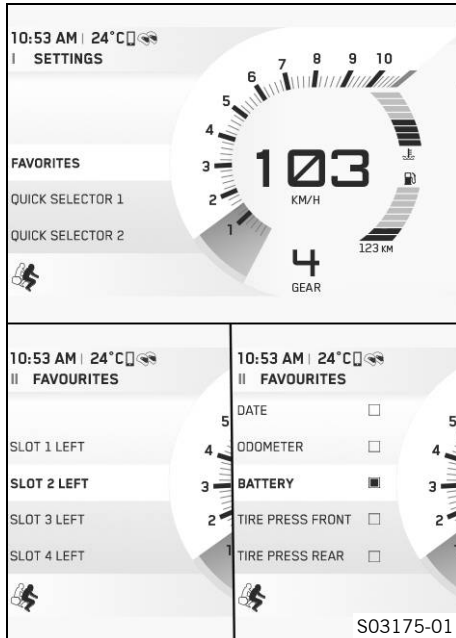 10:53 AM | 24°C
I SETTINGS
FAVORITES
QUICK SELECTOR 1
QUICK SELECTOR 2
1
2
3
4
5
6
7
8
9
10
103
KM/H
4
GEAR
123 KM
10:53 AM | 24°C
II FAVOURITES
SLOT 1 LEFT
SLOT 2 LEFT
SLOT 3 LEFT
SLOT 4 LEFT
5
4
3
2
1
10:53 AM | 24°C
II FAVOURITES
DATE
ODOMETER
BATTERY
TIRE PRESS FRONT
TIRE PRESS REAR
5
4
3
2
1
S03175-01